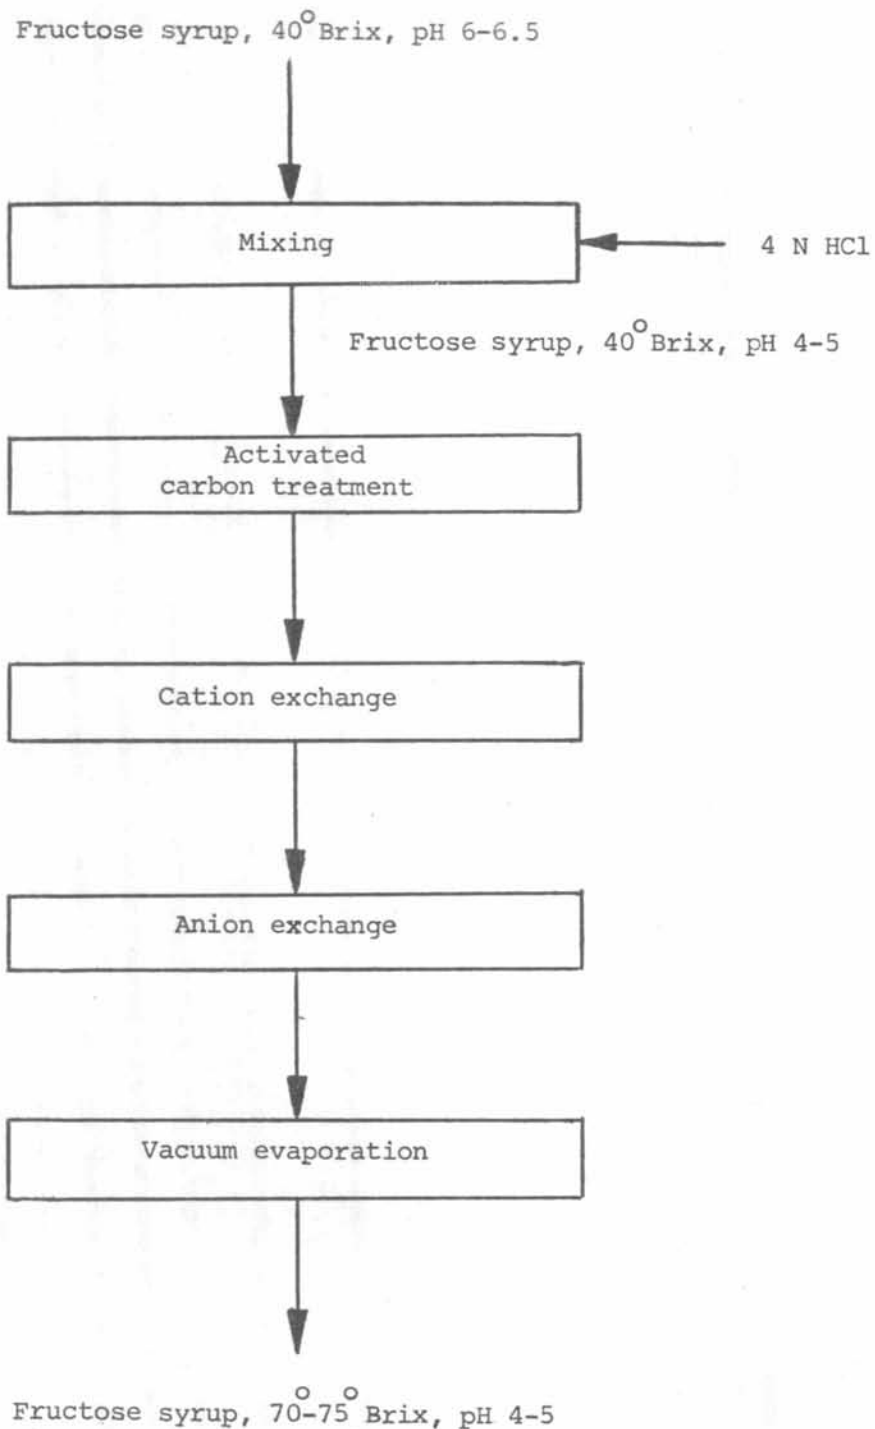 Fructose syrup, 40° Brix, pH 6-6.5
Mixing
4 N HCl
Fructose syrup, 40° Brix, pH 4-5
Activated
carbon treatment
Cation exchange
Anion exchange
Vacuum evaporation
Fructose syrup, 70°-75° Brix, pH 4-5